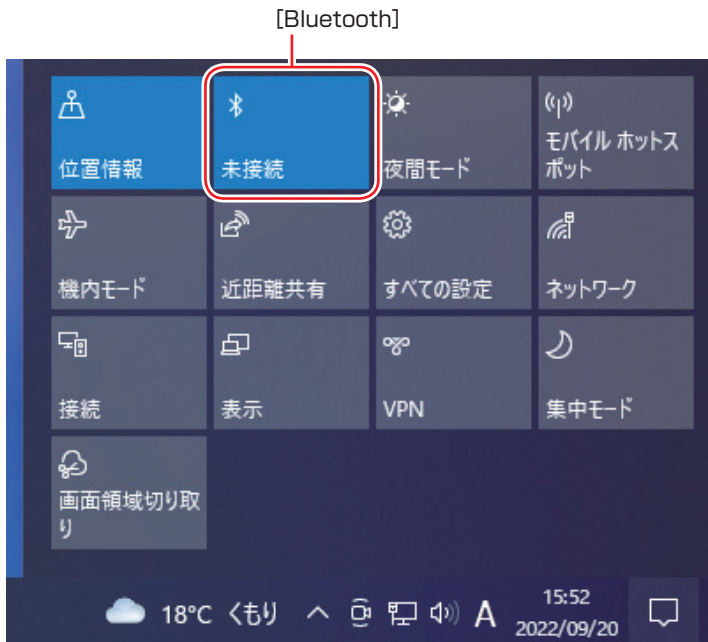 [Bluetooth]
位置情報
未接続
夜間モード
モバイル ホットス
ポット
機内モード
近距離共有
すべての設定
ネットワーク
接続
表示
VPN
集中モード
画面領域切り取
り
18°C くもり
A
15:52
2022/09/20